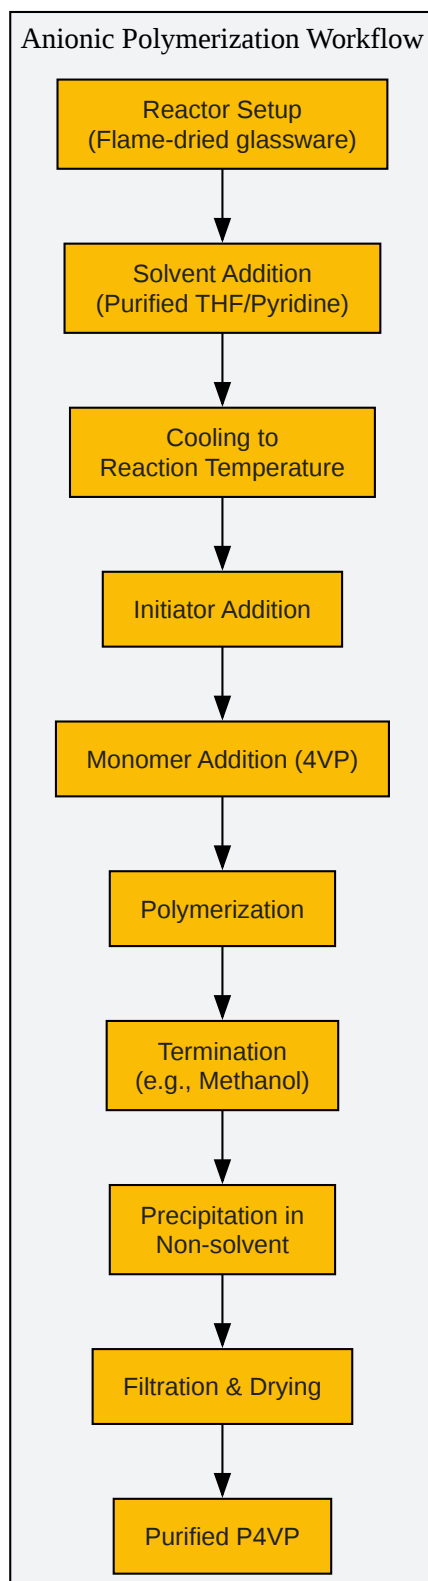 Anionic Polymerization Workflow
Reactor Setup
(Flame-dried glassware)
Solvent Addition
(Purified THF/Pyridine)
Cooling to
Reaction Temperature
Initiator Addition
Monomer Addition (4VP)
Polymerization
Termination
(e.g., Methanol)
Precipitation in
Non-solvent
Filtration & Drying
Purified P4VP